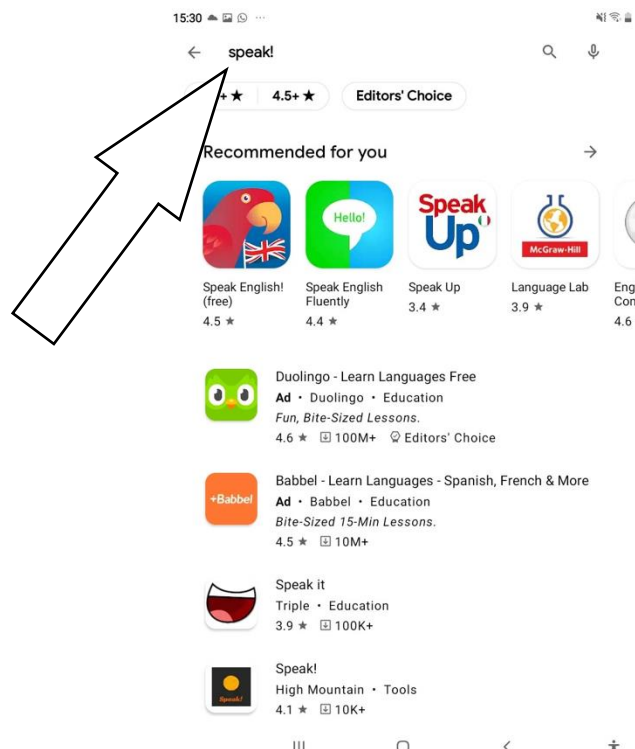 15:30
speak!
+ ★ 4.5+ ★ Editors' Choice
Recommended for you
Hello!
Speak Up
McGraw-Hill
Speak English! (free)
4.5 ★
Speak English Fluently
4.4 ★
Speak Up
3.4 ★
Language Lab
3.9 ★
Eng
Con
4.6
Duolingo - Learn Languages Free
Ad • Duolingo • Education
Fun, Bite-Sized Lessons.
4.6 ★ 100M+ Editors' Choice
+Babbel
Babbel - Learn Languages - Spanish, French & More
Ad • Babbel • Education
Bite-Sized 15-Min Lessons.
4.5 ★ 10M+
Speak it
Triple • Education
3.9 ★ 100K+
Speak!
Speak!
High Mountain • Tools
4.1 ★ 10K+